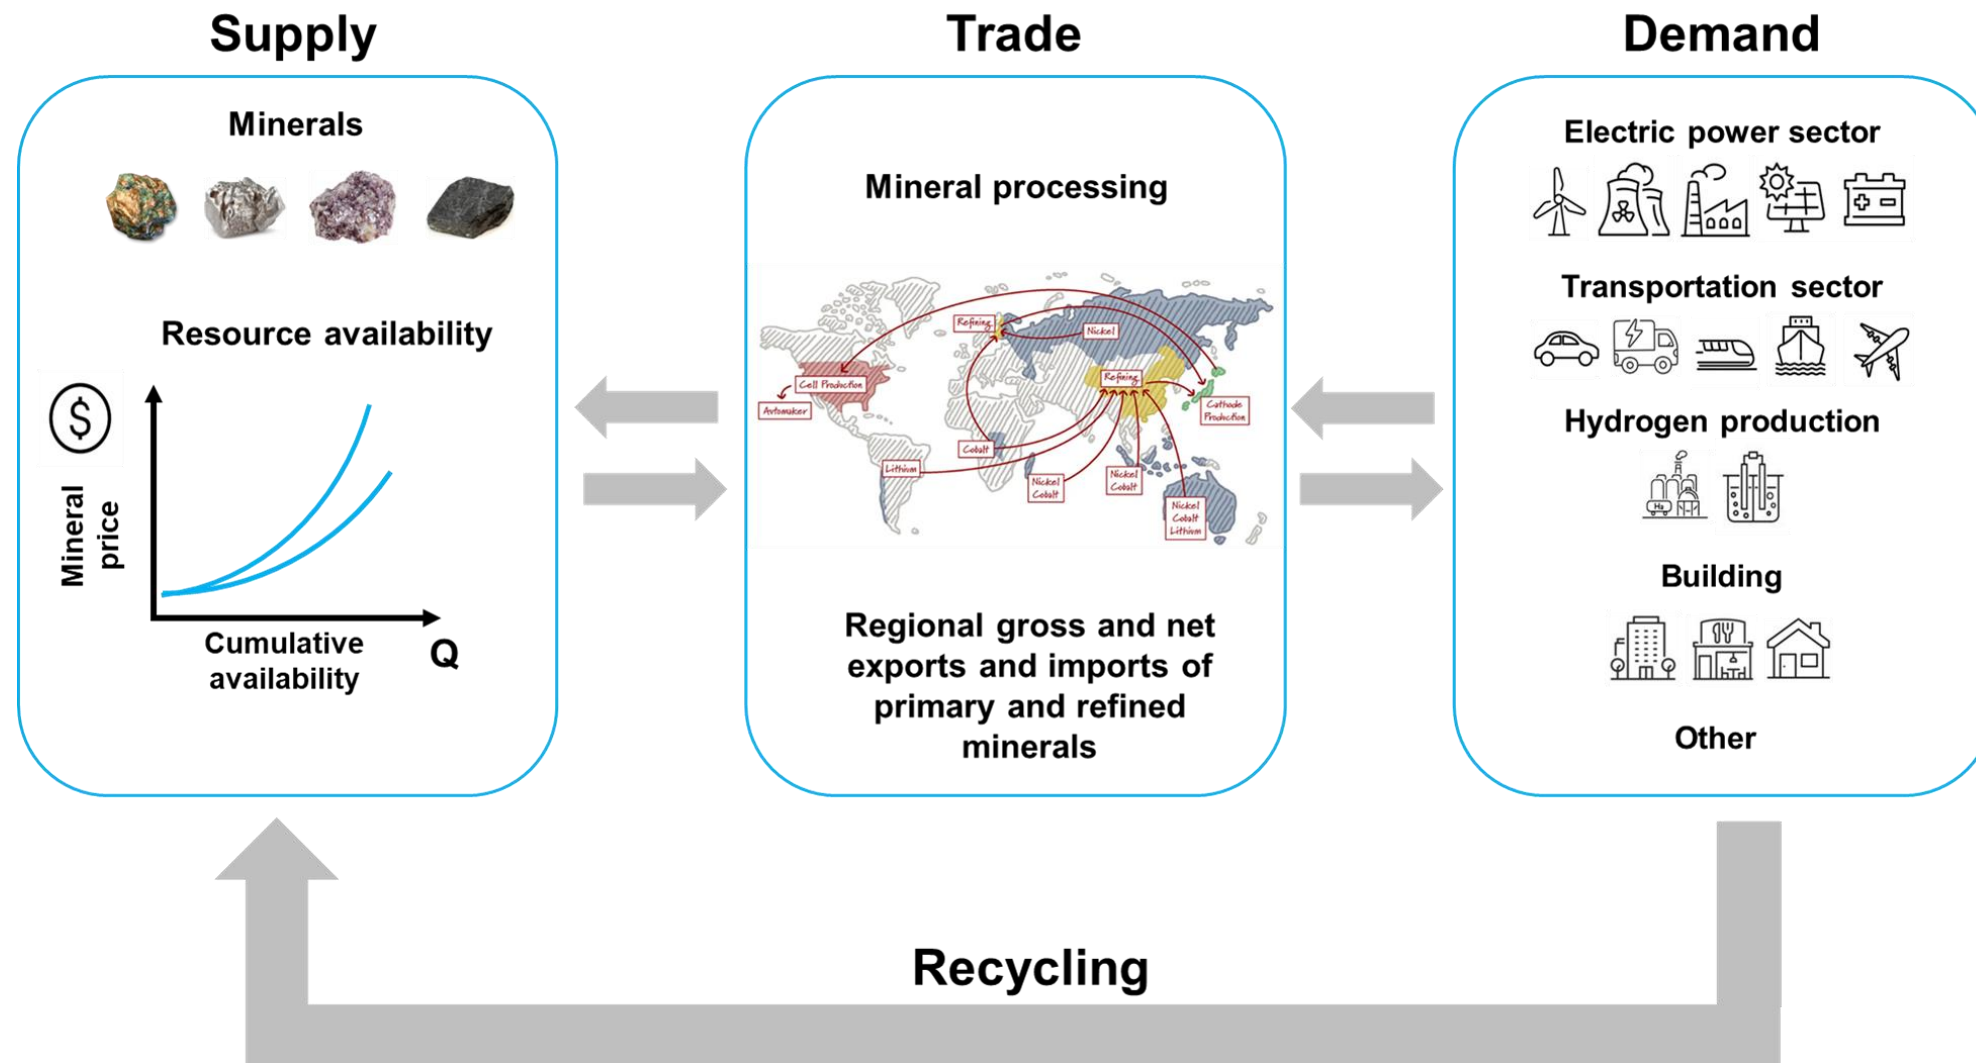 Supply
Trade
Demand
Minerals
Resource availability
$
Mineral
price
Cumulative
availability
Q
Mineral processing
Refining
Nickel
Cell Production
Automaker
Refining
Cathode
Production
Cobalt
Lithium
Nickel
Cobalt
Nickel
Cobalt
Nickel
Cobalt
Lithium
Regional gross and net
exports and imports of
primary and refined
minerals
Electric power sector
Transportation sector
Hydrogen production
H₂
Building
Other
Recycling